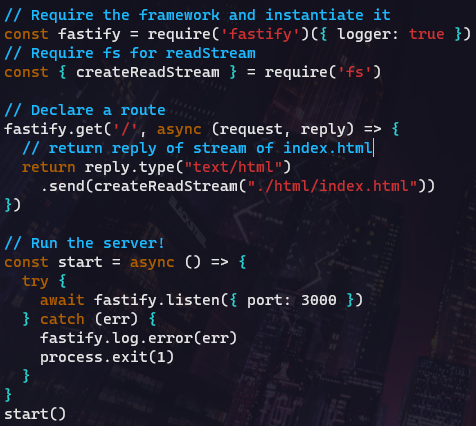 // Require the framework and instantiate it
const fastify = require('fastify')({ logger: true })
// Require fs for readStream
const { createReadStream } = require('fs')

// Declare a route
fastify.get('/', async (request, reply) => {
  // return reply of stream of index.html
  return reply.type("text/html")
    .send(createReadStream("./html/index.html"))
})

// Run the server!
const start = async () => {
  try {
    await fastify.listen({ port: 3000 })
  } catch (err) {
    fastify.log.error(err)
    process.exit(1)
  }
}
start()